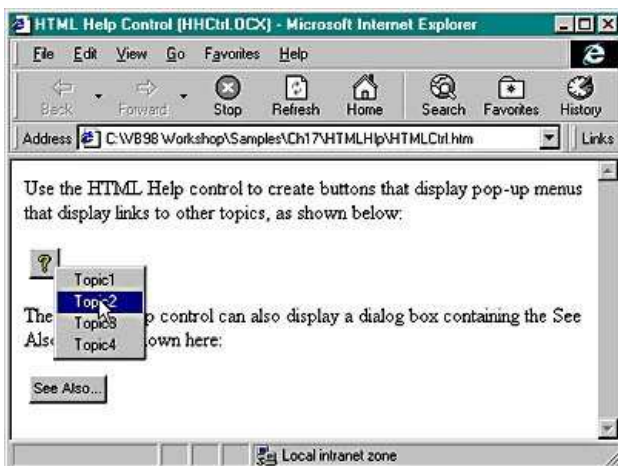 HTML Help Control (HHCtrl.OCX) - Microsoft Internet Explorer
File Edit View Go Favorites Help
Back Forward Stop Refresh Home Search Favorites History
Address C:\VB98 Workshop\Samples\Ch17\HTMLHlp\HTMLCtrl.htm Links
Use the HTML Help control to create buttons that display pop-up menus
that display links to other topics, as shown below:
?
Topic1
Topic2
Topic3
Topic4
The p control can also display a dialog box containing the See
Als own here:
See Also...
Local intranet zone